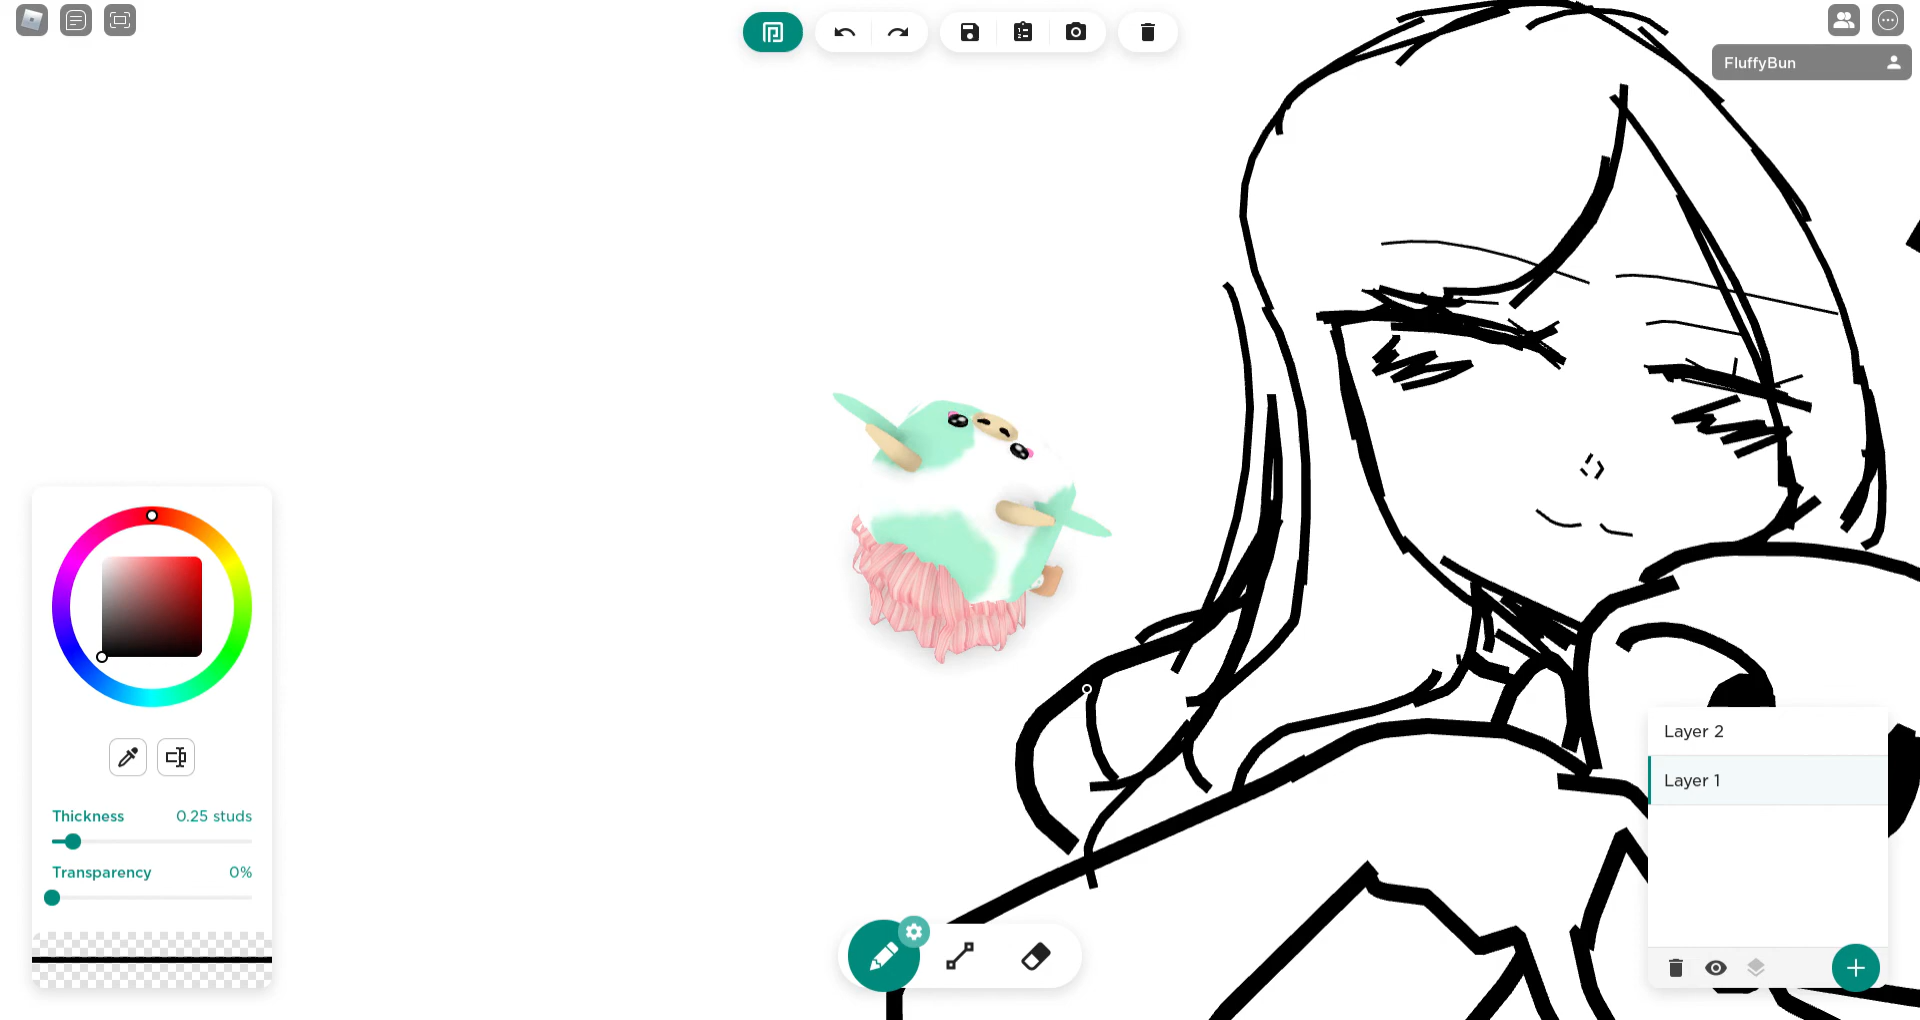 FluffyBun
Thickness 0.25 studs
Transparency 0%
Layer 2
Layer 1